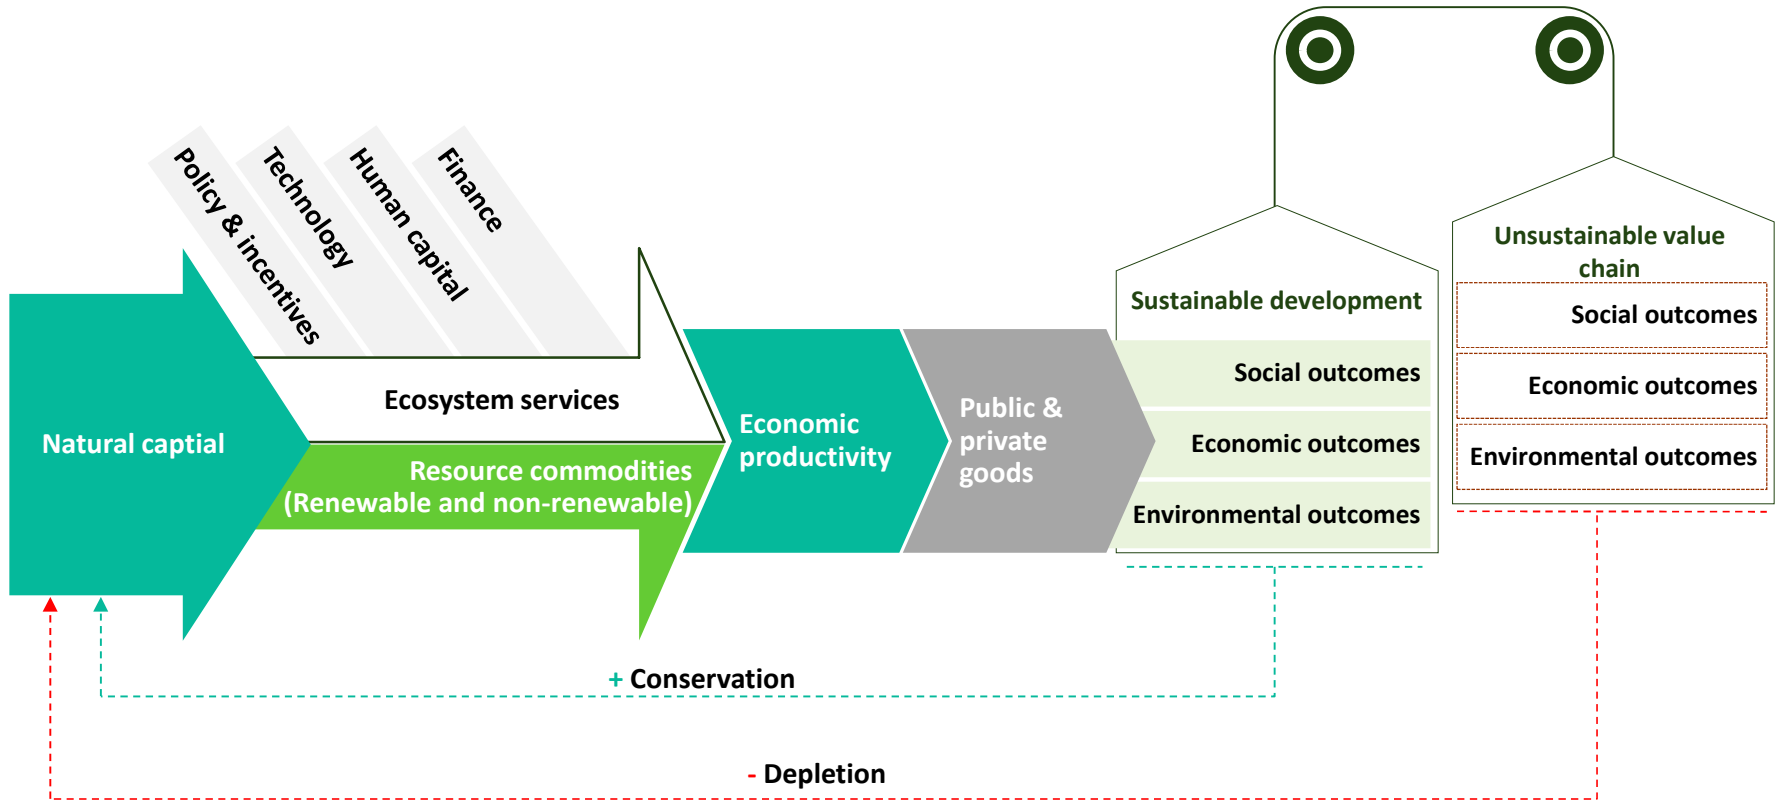 Policy & incentives
Technology
Human capital
Finance
Natural captial
Ecosystem services
Resource commodities
(Renewable and non-renewable)
Economic
productivity
Public &
private
goods
Sustainable development
Social outcomes
Economic outcomes
Environmental outcomes
Unsustainable value
chain
Social outcomes
Economic outcomes
Environmental outcomes
+ Conservation
- Depletion